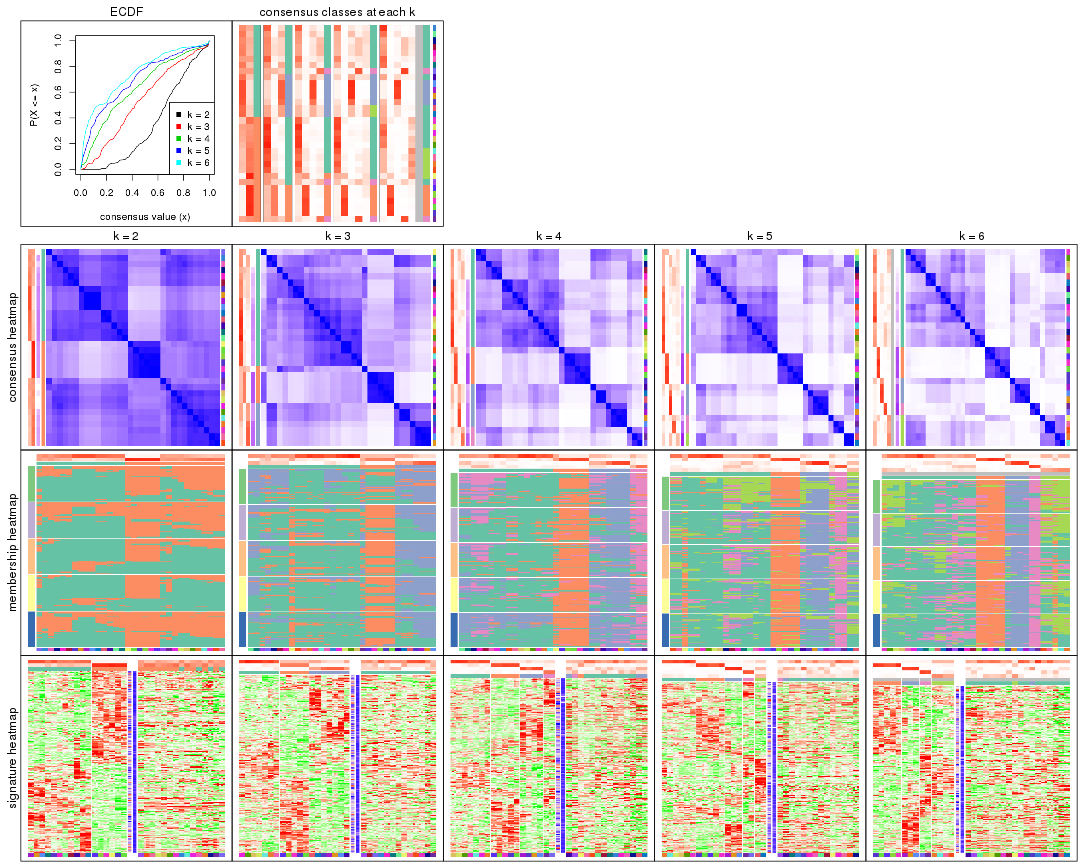 ECDF
consensus classes at each k
P(X <= x)
0.0 0.2 0.4 0.6 0.8 1.0
k = 2
k = 3
k = 4
k = 5
k = 6
0.0 0.2 0.4 0.6 0.8 1.0
consensus value (x)
k = 2
k = 3
k = 4
k = 5
k = 6
consensus heatmap
membership heatmap
signature heatmap